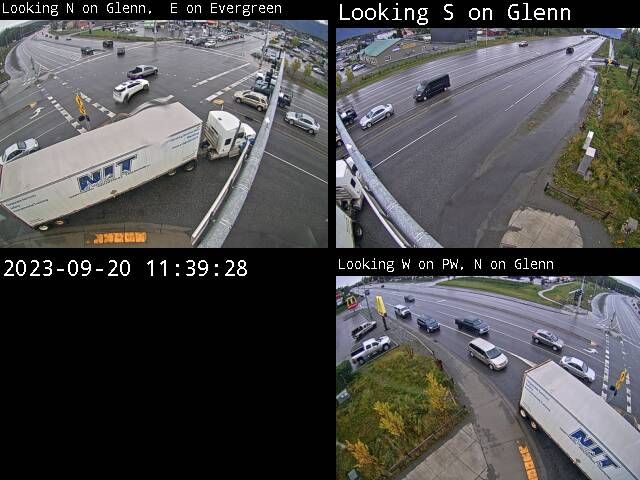 Looking N on Glenn, E on Evergreen
Looking S on Glenn
NIT
2023-09-20 11:39:28
Looking W on PW, N on Glenn
NIT